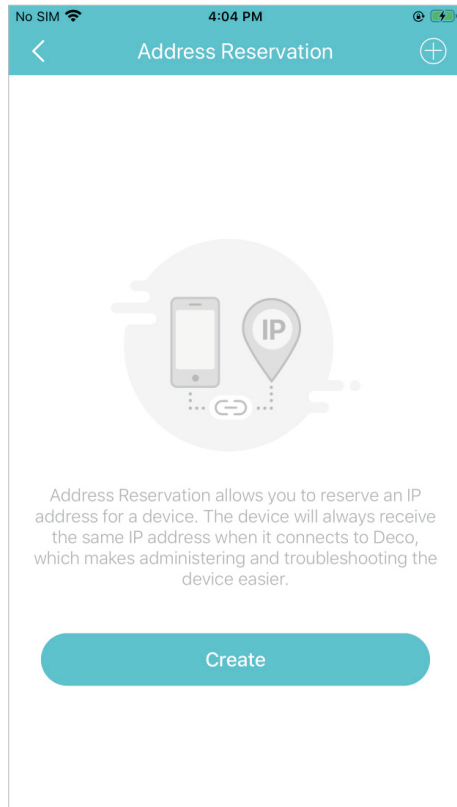 No SIM 4:04 PM
Address Reservation
IP
Address Reservation allows you to reserve an IP
address for a device. The device will always receive
the same IP address when it connects to Deco,
which makes administering and troubleshooting the
device easier.
Create